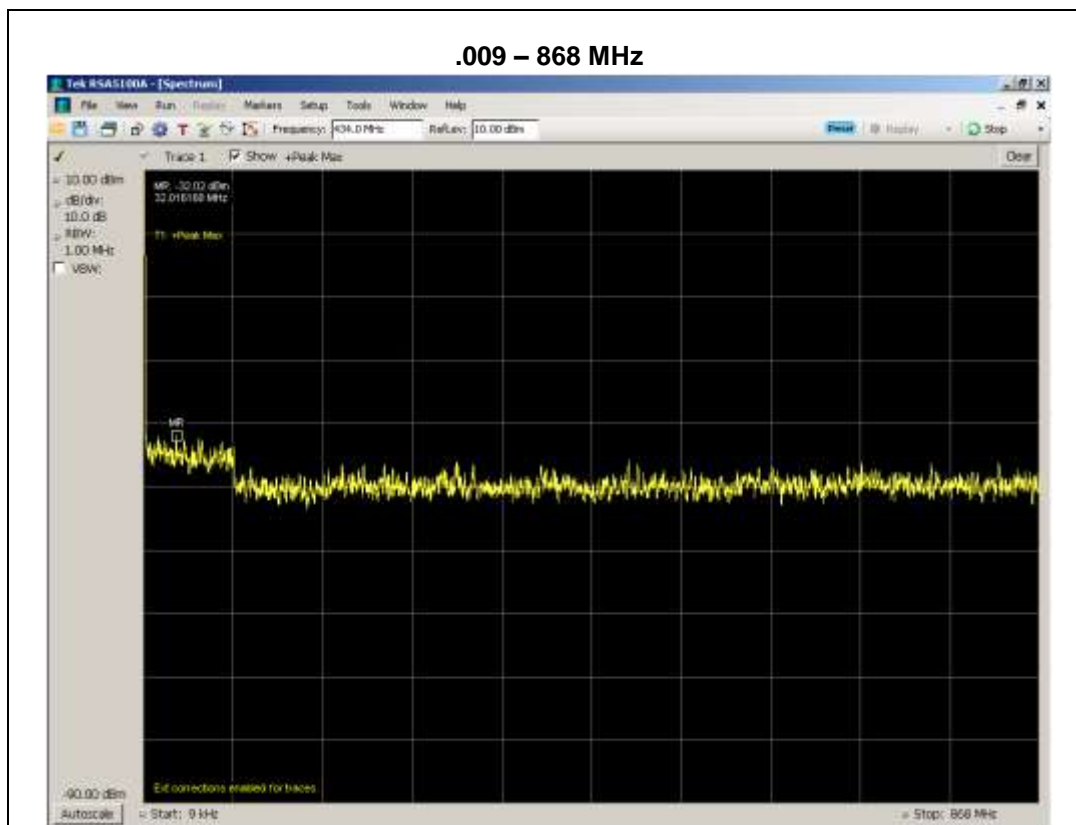 .009 – 868 MHz
Tek RSA5100A - [Spectrum]
File View Run Replay Markers Setup Tools Window Help
Frequency: 434.0 MHz RefLev: 10.00 dBm Preset Replay Stop
Trace 1 Show +Peak Max Clear
10.00 dBm
dB/div:
10.0 dB
RBW:
1.00 MHz
VBW:
MR: -32.02 dBm
32.016168 MHz
T1: +Peak Max
MR
-90.00 dBm
Ext corrections enabled for traces
Autoscale Start: 9 kHz Stop: 868 MHz